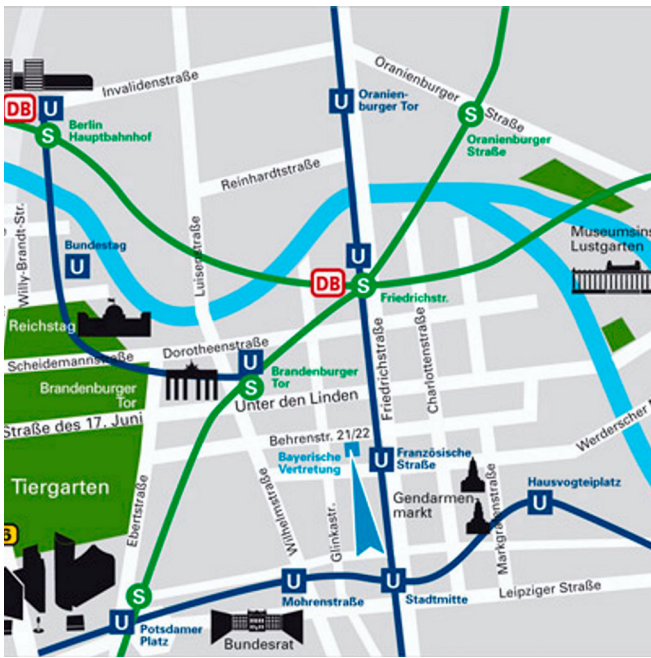 Invalidenstraße
DB
U
S
Berlin
Hauptbahnhof
U
Oranien-
burger Tor
Oranienburger
Straße
S
Oranienburger
Straße
Reinhardtstraße
Luisenstraße
Willy-Brandt-Str.
Bundestag
U
U
DB
S
Friedrichstr.
Museumsins
Lustgarten
Reichstag
Scheidemannstraße
Dorotheenstraße
U
S
Brandenburger
Tor
Brandenburger
Tor
Unter den Linden
Friedrichstraße
Charlottenstraße
Straße des 17. Juni
Behrenstr. 21/22
Bayerische
Vertretung
U
Französische
Straße
Werderscher M
Tiergarten
Ebertstraße
Wilhelmstraße
Glinkastr.
Gendarmen
markt
Markgrafenstraße
Hausvogteiplatz
U
6
S
U
Potsdamer
Platz
U
Mohrenstraße
U
Stadtmitte
Leipziger Straße
Bundesrat